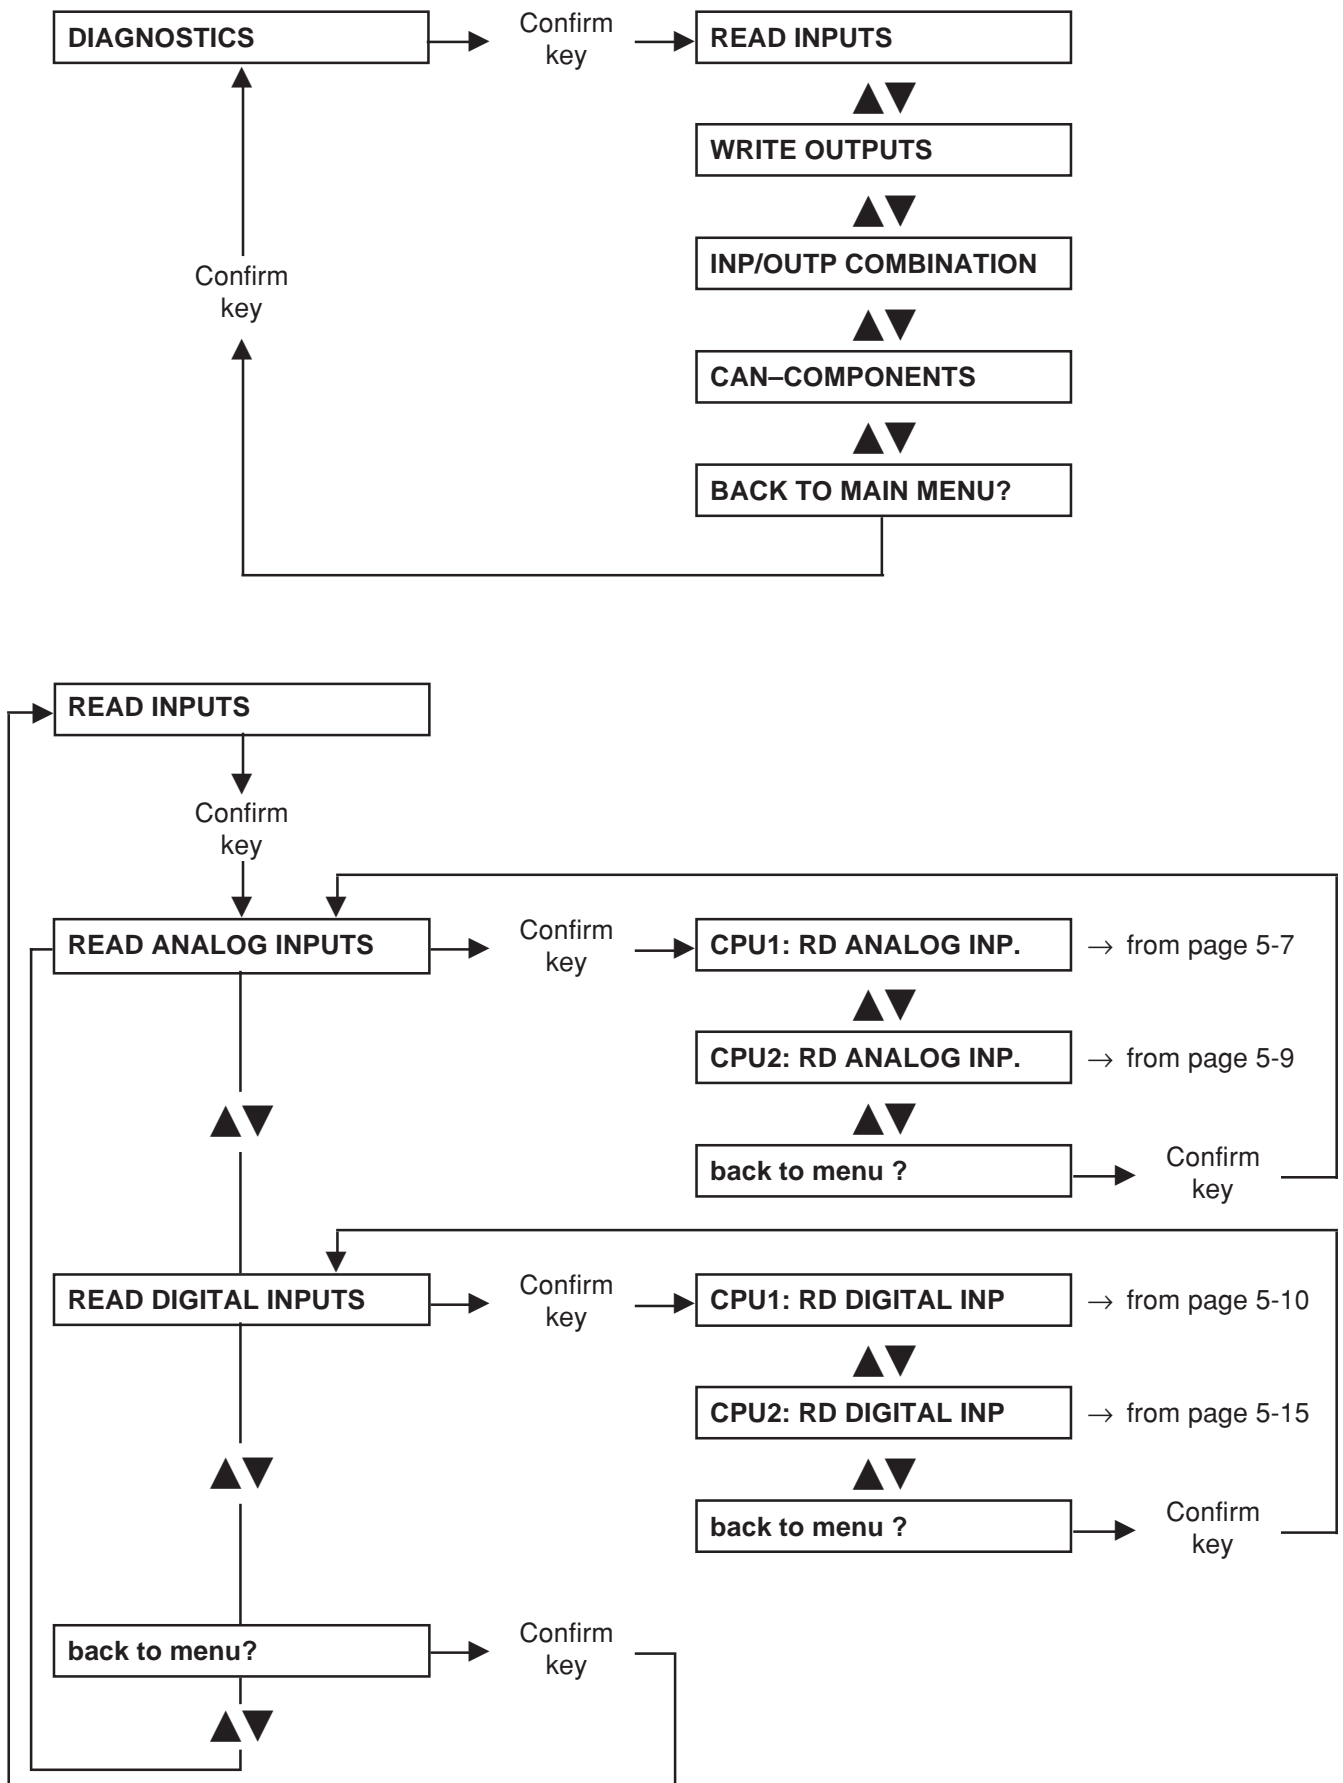 DIAGNOSTICS
Confirm
key
READ INPUTS
WRITE OUTPUTS
INP/OUTP COMBINATION
Confirm
key
CAN–COMPONENTS
BACK TO MAIN MENU?
READ INPUTS
Confirm
key
READ ANALOG INPUTS
Confirm
key
CPU1: RD ANALOG INP.
→ from page 5-7
CPU2: RD ANALOG INP.
→ from page 5-9
back to menu ?
Confirm
key
READ DIGITAL INPUTS
Confirm
key
CPU1: RD DIGITAL INP
→ from page 5-10
CPU2: RD DIGITAL INP
→ from page 5-15
back to menu ?
Confirm
key
back to menu?
Confirm
key